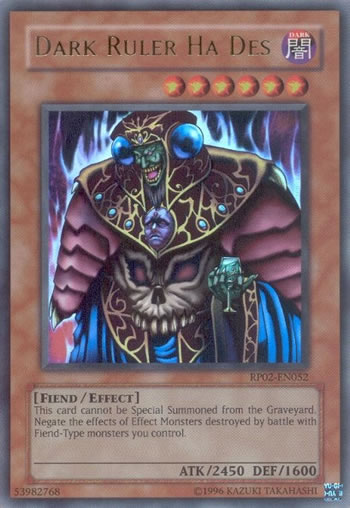 DARK RULER HA DES
DARK
闇
RP02-EN052
[FIEND / EFFECT]
This card cannot be Special Summoned from the Graveyard.
Negate the effects of Effect Monsters destroyed by battle with
Fiend-Type monsters you control.
ATK/2450 DEF/1600
53982768
©1996 KAZUKI TAKAHASHI